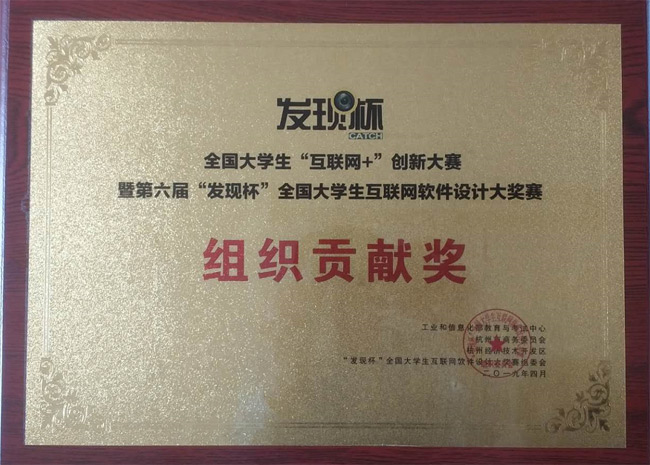 发现杯
CATCH
全国大学生“互联网+”创新大赛
暨第六届“发现杯”全国大学生互联网软件设计大奖赛
组织贡献奖
工业和信息化部教育与考试中心
杭州市商务委员会
杭州经济技术开发区
“发现杯”全国大学生互联网软件设计大奖赛组委会
二〇一九年四月